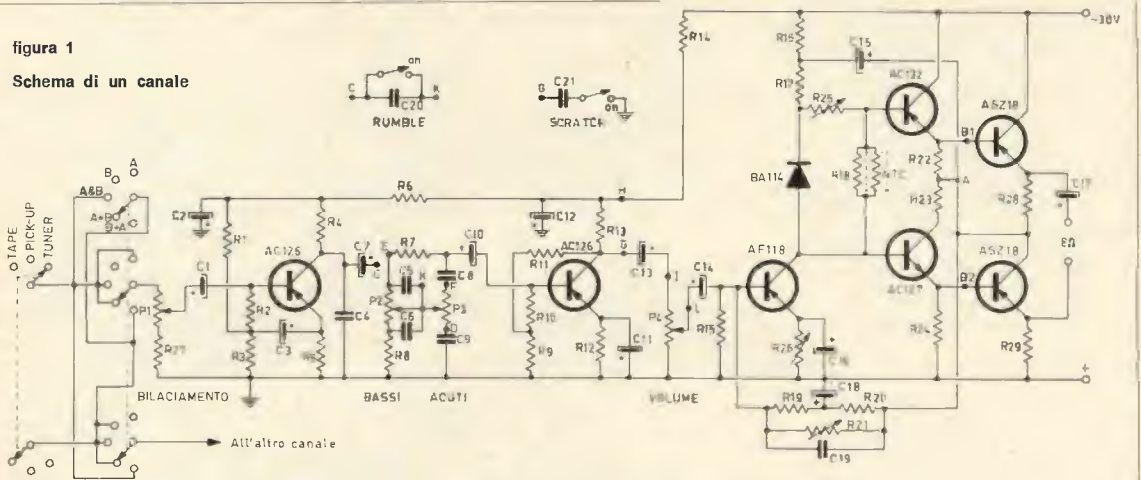 figura 1
Schema di un canale
~38V
R14
on
C
C20
K
RUMBLE
C21
G
on
SCRATCH
R16
C15
R17
R25
AC132
ASZ18
B1
R22
BA114
R18
NTC
A
R23
R28
C17
8Ω
AC127
ASZ18
B2
R24
R29
TAPE
PICK-UP
TUNER
B
A
A&B
A+B
B+A
P1
R27
C1
C2
R1
R2
R3
C3
AC126
R4
R5
C4
C7
C
R6
E
R7
C5
K
P2
C6
R8
C8
F
P3
D
C9
C10
C12
H
R13
AC126
R11
G
R10
R9
R12
C11
C13
I
P4
L
C14
R15
AF118
R26
C16
C18
+
R19
R20
R21
C19
BILACIAMENTO
BASSI
ACUTI
VOLUME
All'altro canale